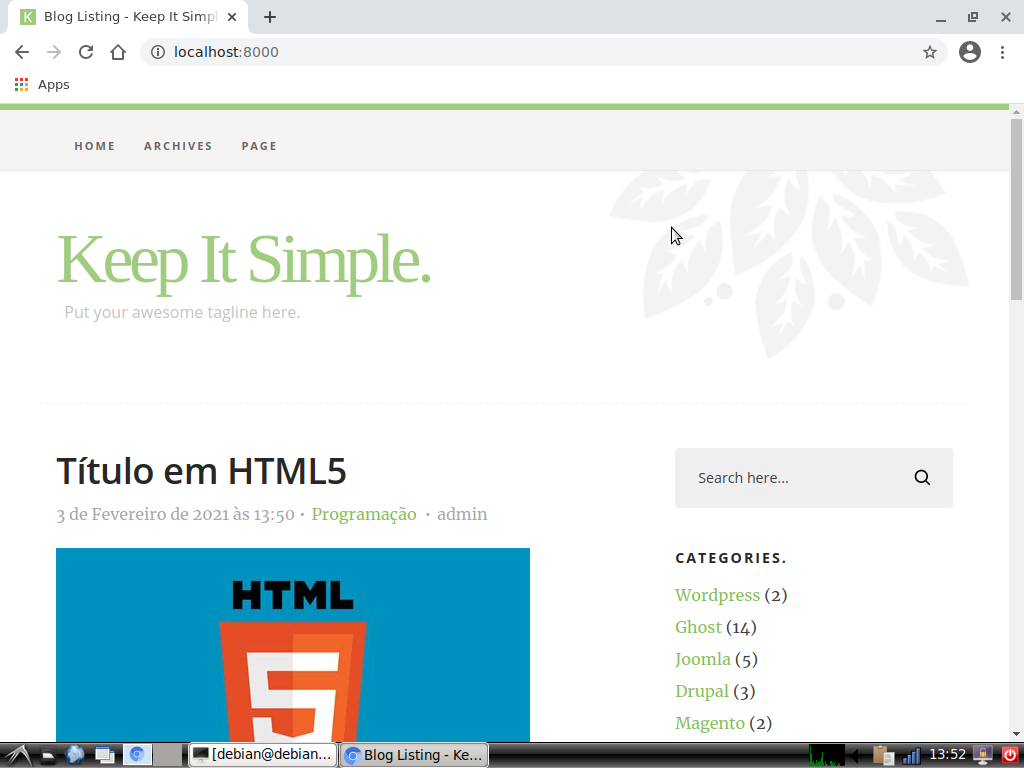 Blog Listing - Keep It Simpl
localhost:8000
Apps
HOME ARCHIVES PAGE
Keep It Simple.
Put your awesome tagline here.
Título em HTML5
3 de Fevereiro de 2021 às 13:50 · Programação · admin
HTML
5
Search here...
CATEGORIES.
Wordpress (2)
Ghost (14)
Joomla (5)
Drupal (3)
Magento (2)
[debian@debian... Blog Listing - Ke... 13:52